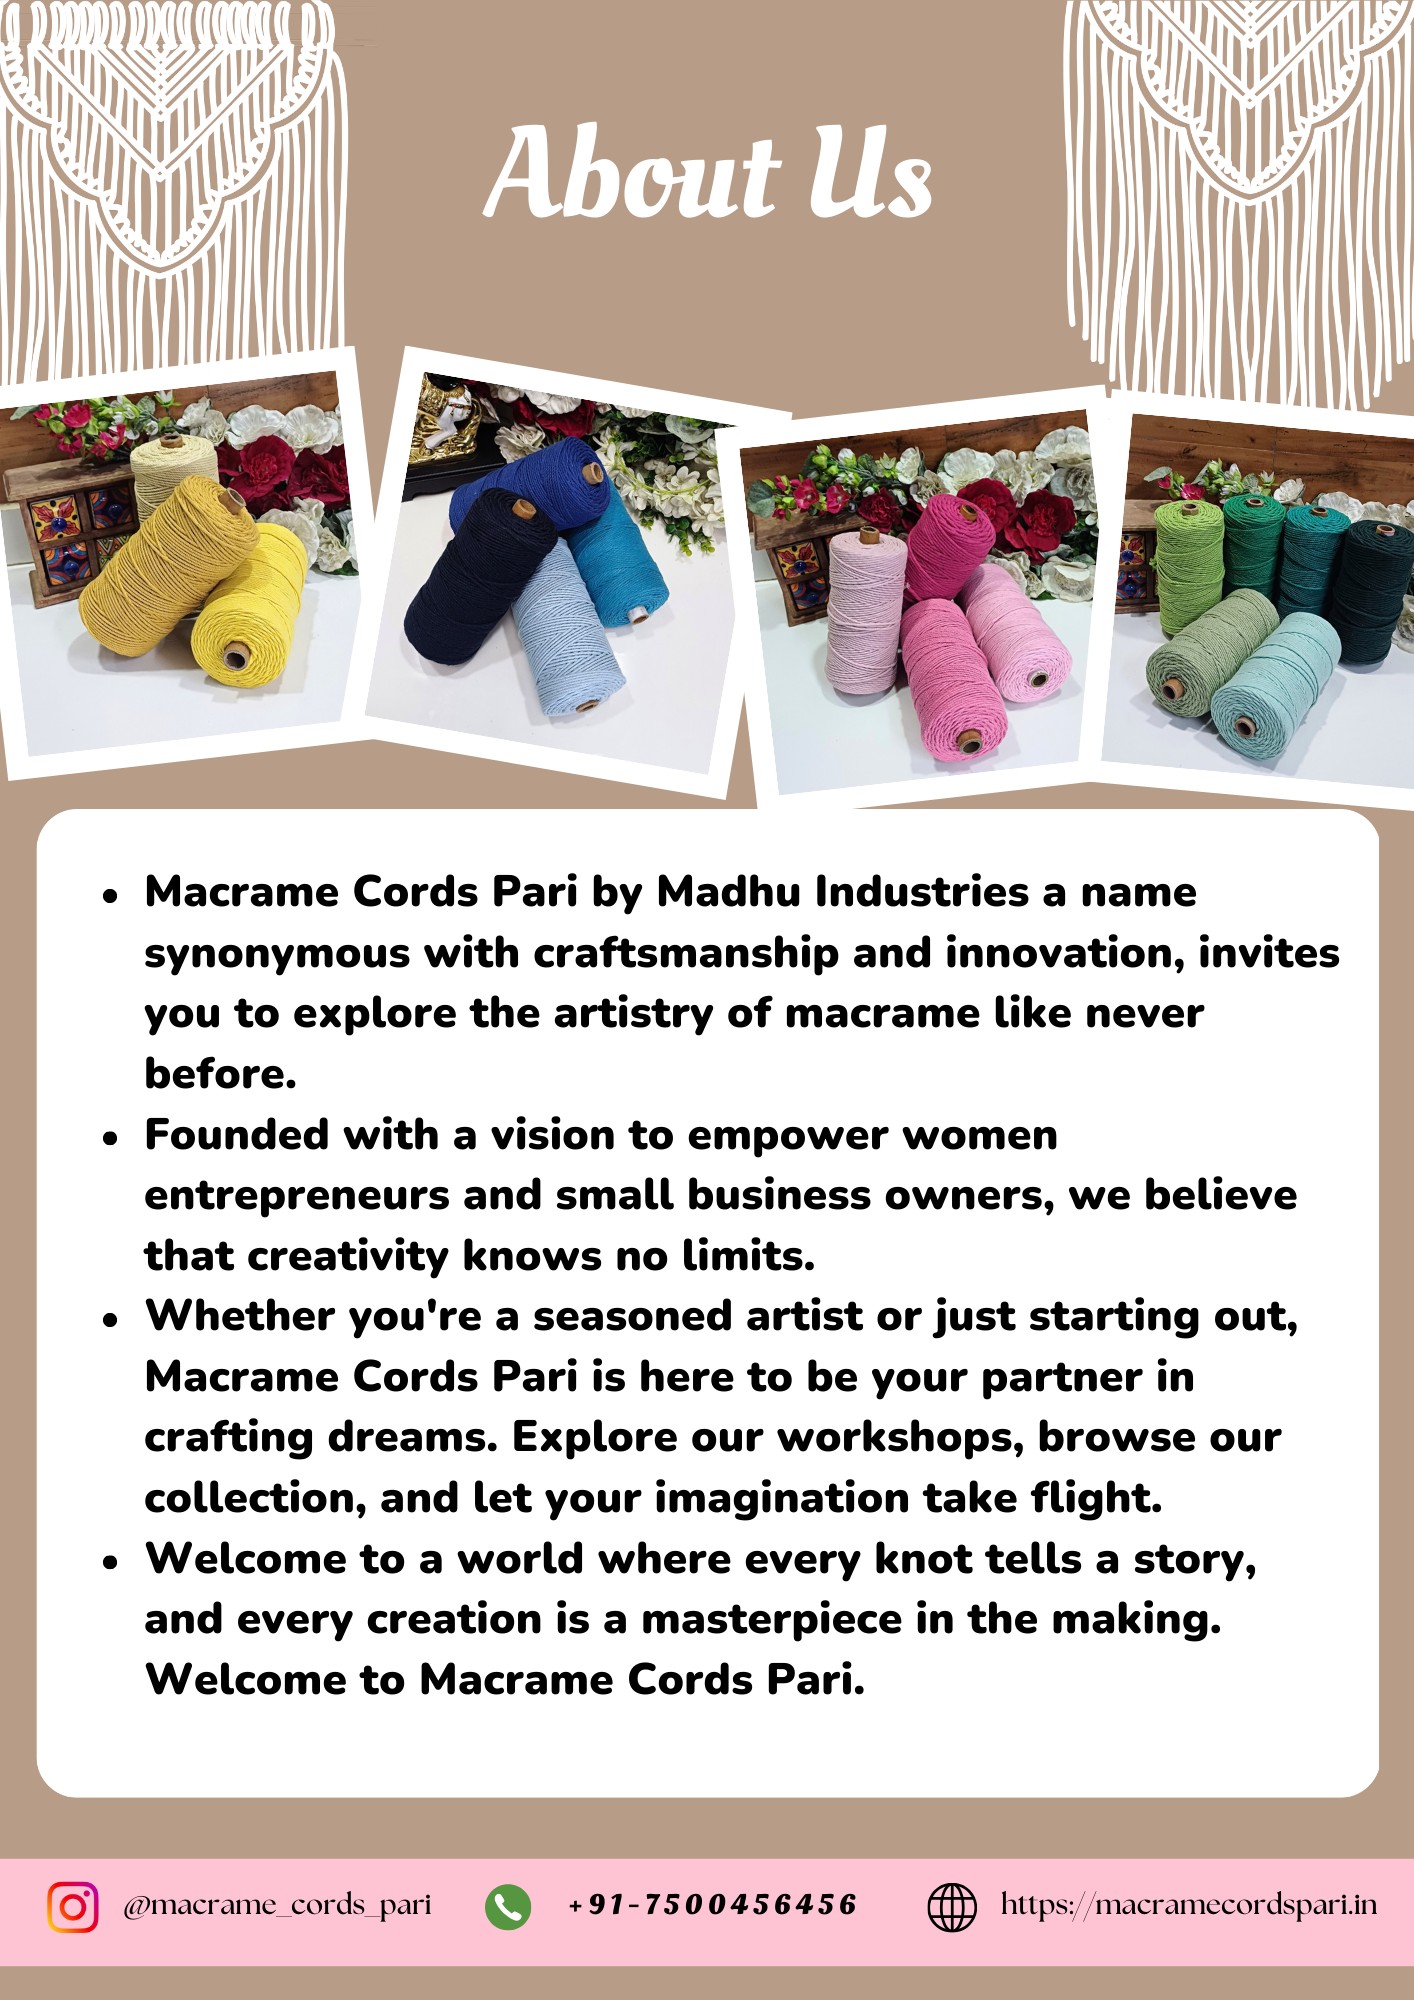 About Us
• Macrame Cords Pari by Madhu Industries a name
synonymous with craftsmanship and innovation, invites
you to explore the artistry of macrame like never
before.
• Founded with a vision to empower women
entrepreneurs and small business owners, we believe
that creativity knows no limits.
• Whether you're a seasoned artist or just starting out,
Macrame Cords Pari is here to be your partner in
crafting dreams. Explore our workshops, browse our
collection, and let your imagination take flight.
• Welcome to a world where every knot tells a story,
and every creation is a masterpiece in the making.
Welcome to Macrame Cords Pari.
@macrame_cords_pari +91-7500456456 https://macramecordspari.in